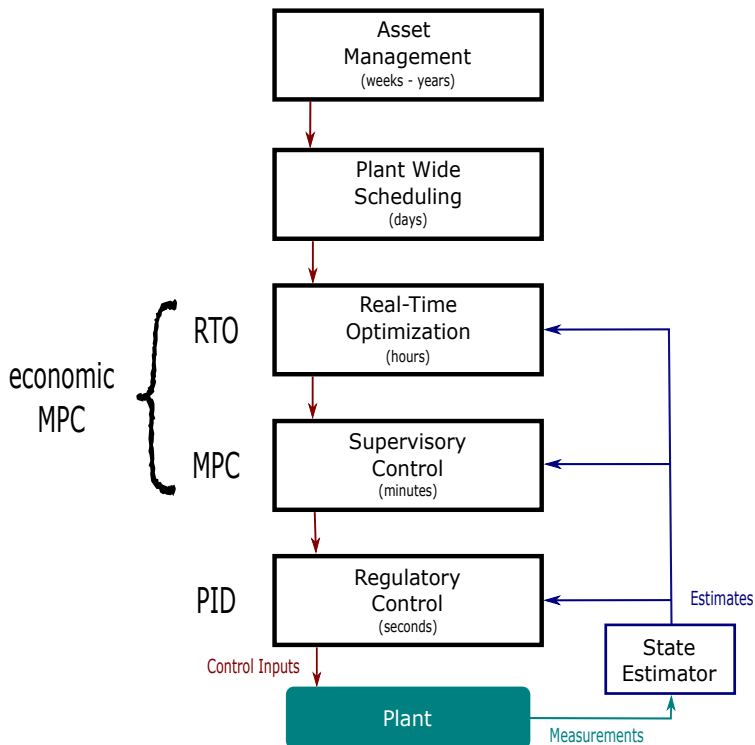 Asset
Management
(weeks - years)
Plant Wide
Scheduling
(days)
RTO
Real-Time
Optimization
(hours)
economic
MPC
MPC
Supervisory
Control
(minutes)
PID
Regulatory
Control
(seconds)
Estimates
State
Estimator
Control Inputs
Plant
Measurements